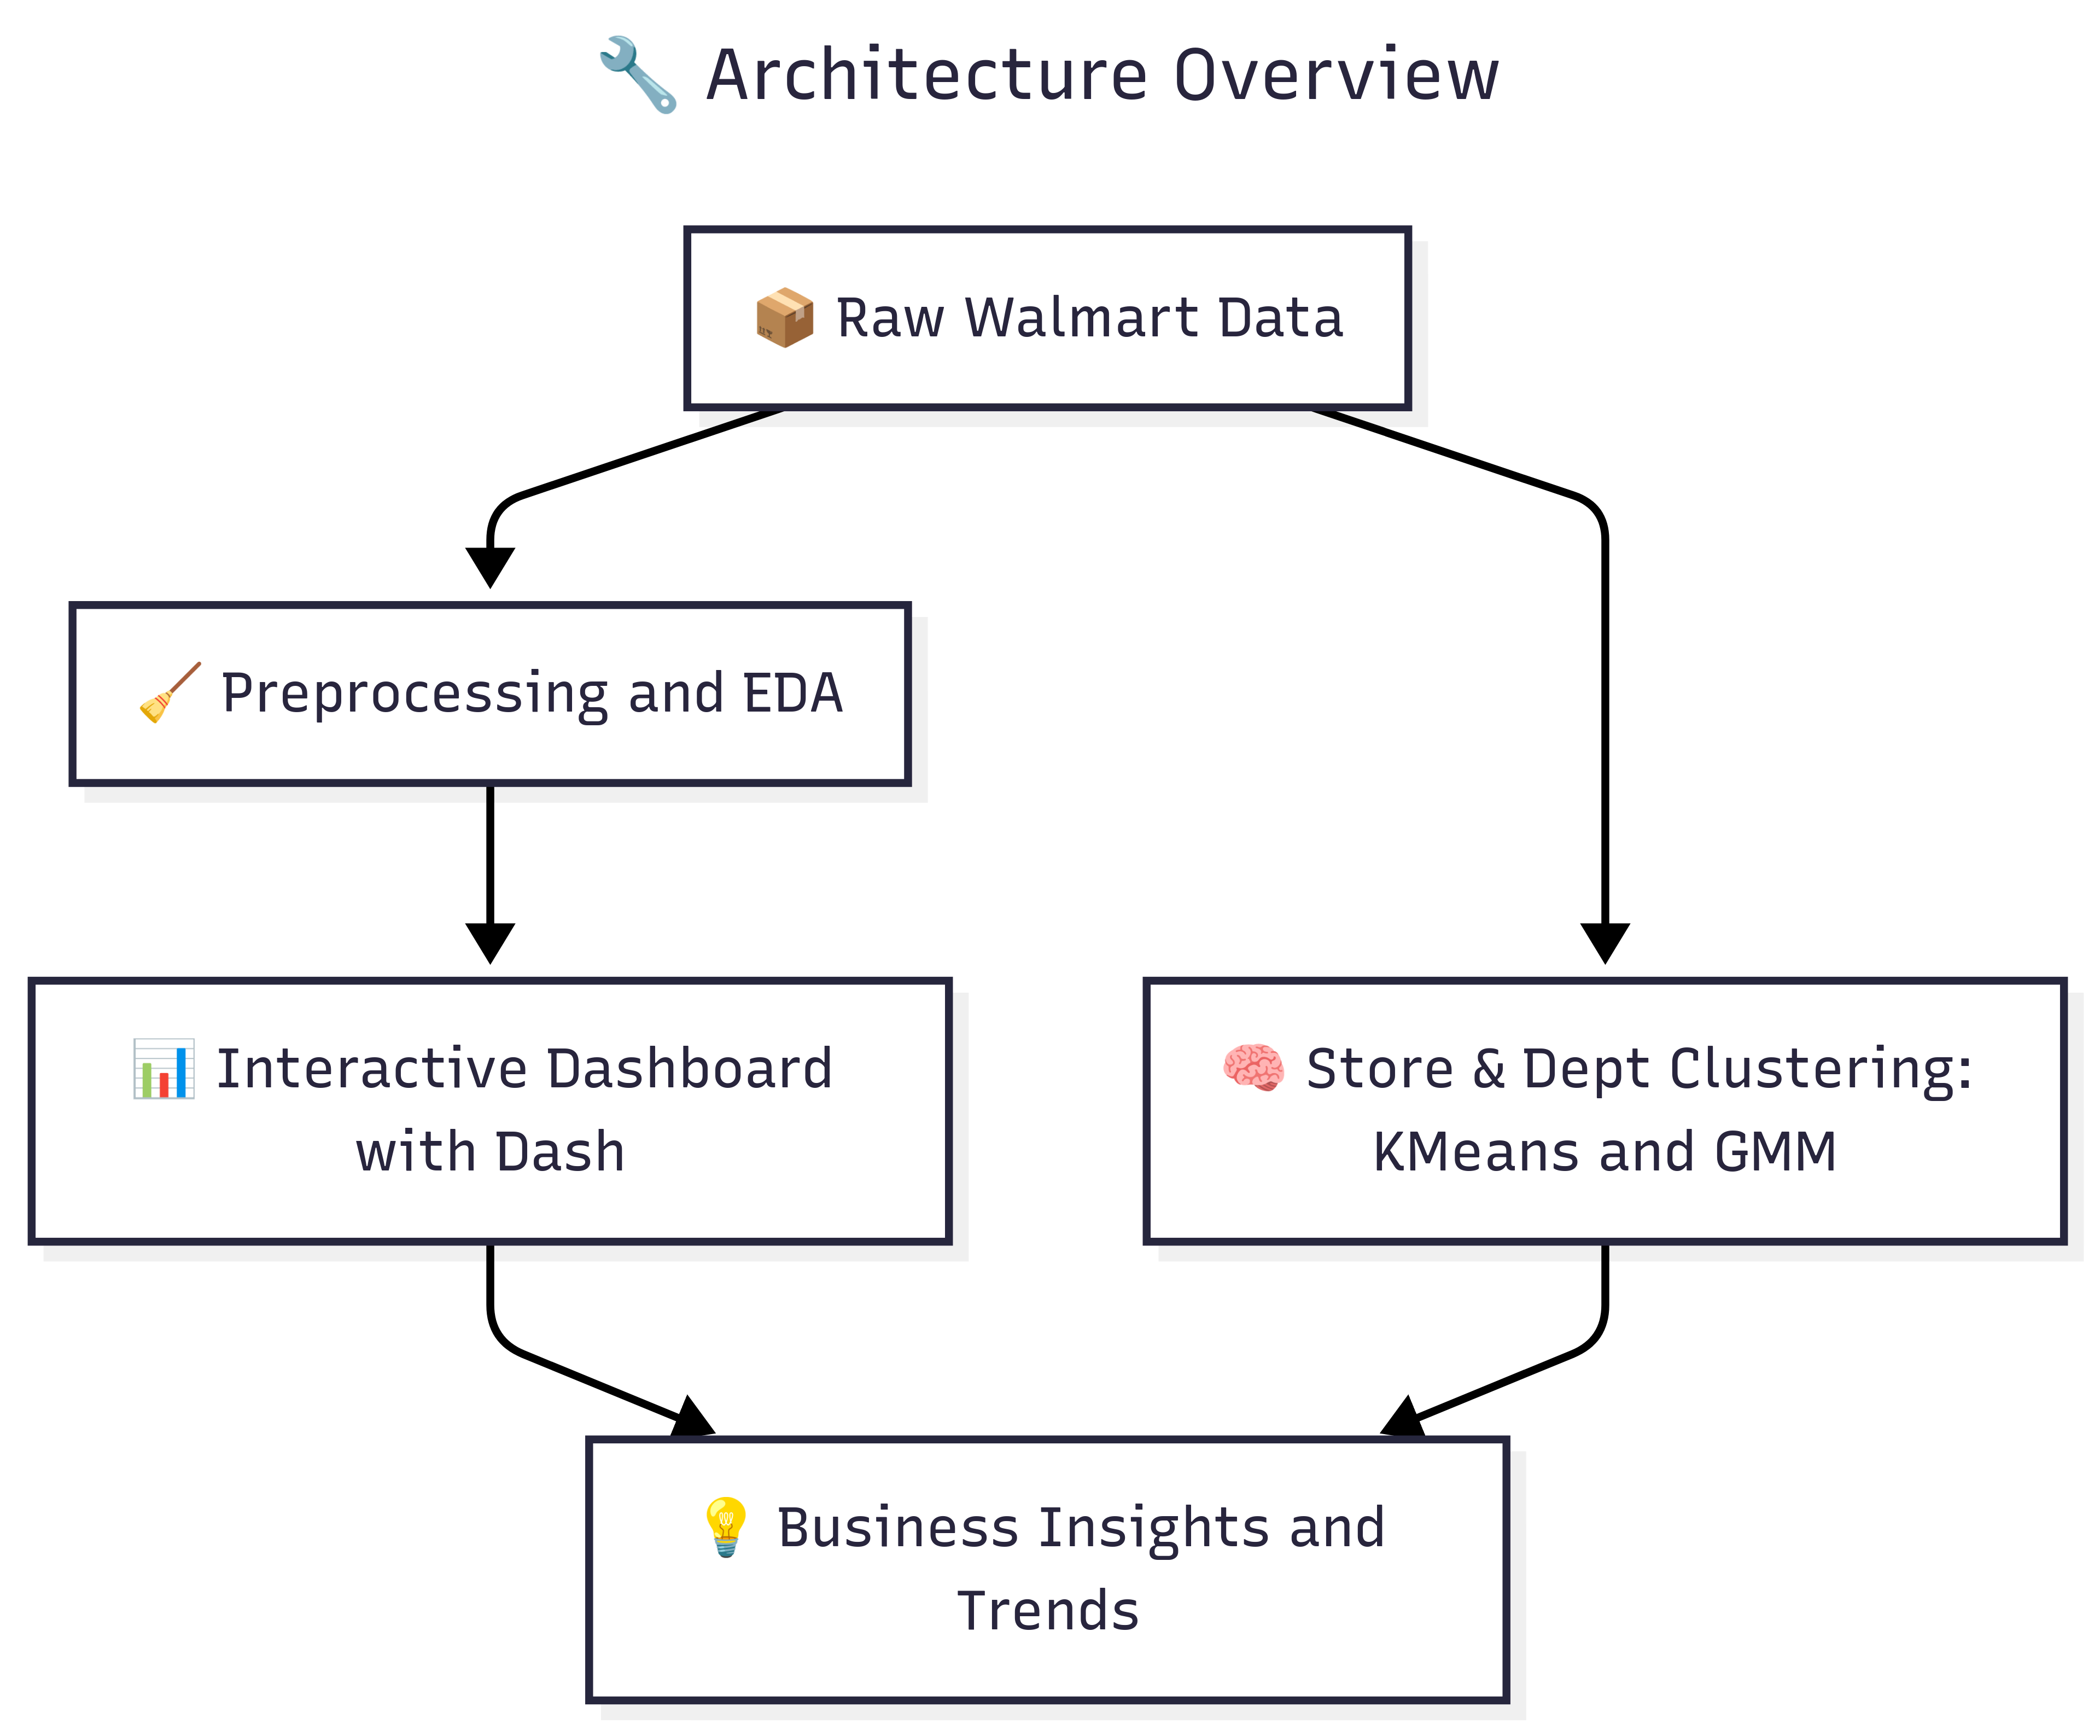 🔧 Architecture Overview
📦 Raw Walmart Data
🧹 Preprocessing and EDA
📊 Interactive Dashboard
with Dash
🧠 Store & Dept Clustering:
KMeans and GMM
💡 Business Insights and
Trends